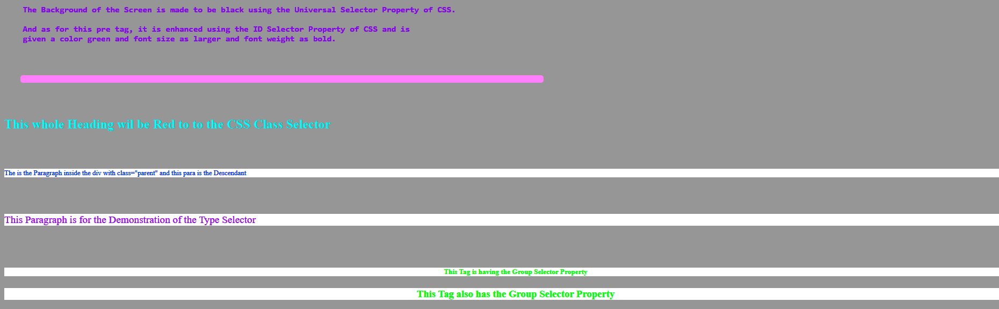 The Background of the Screen is made to be black using the Universal Selector Property of CSS.
And as for this pre tag, it is enhanced using the ID Selector Property of CSS and is
given a color green and font size as larger and font weight as bold.
This whole Heading wil be Red to to the CSS Class Selector
The is the Paragraph inside the div with class="parent" and this para is the Descendant
This Paragraph is for the Demonstration of the Type Selector
This Tag is having the Group Selector Property
This Tag also has the Group Selector Property